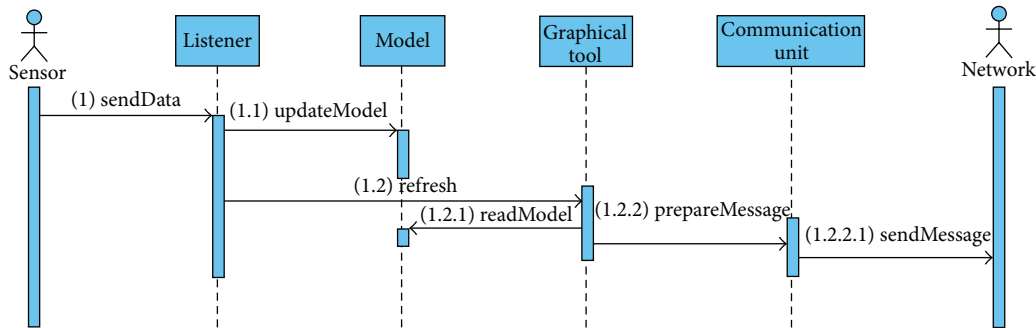 Sensor
Listener
Model
Graphical
tool
Communication
unit
Network
(1) sendData
(1.1) updateModel
(1.2) refresh
(1.2.1) readModel
(1.2.2) prepareMessage
(1.2.2.1) sendMessage